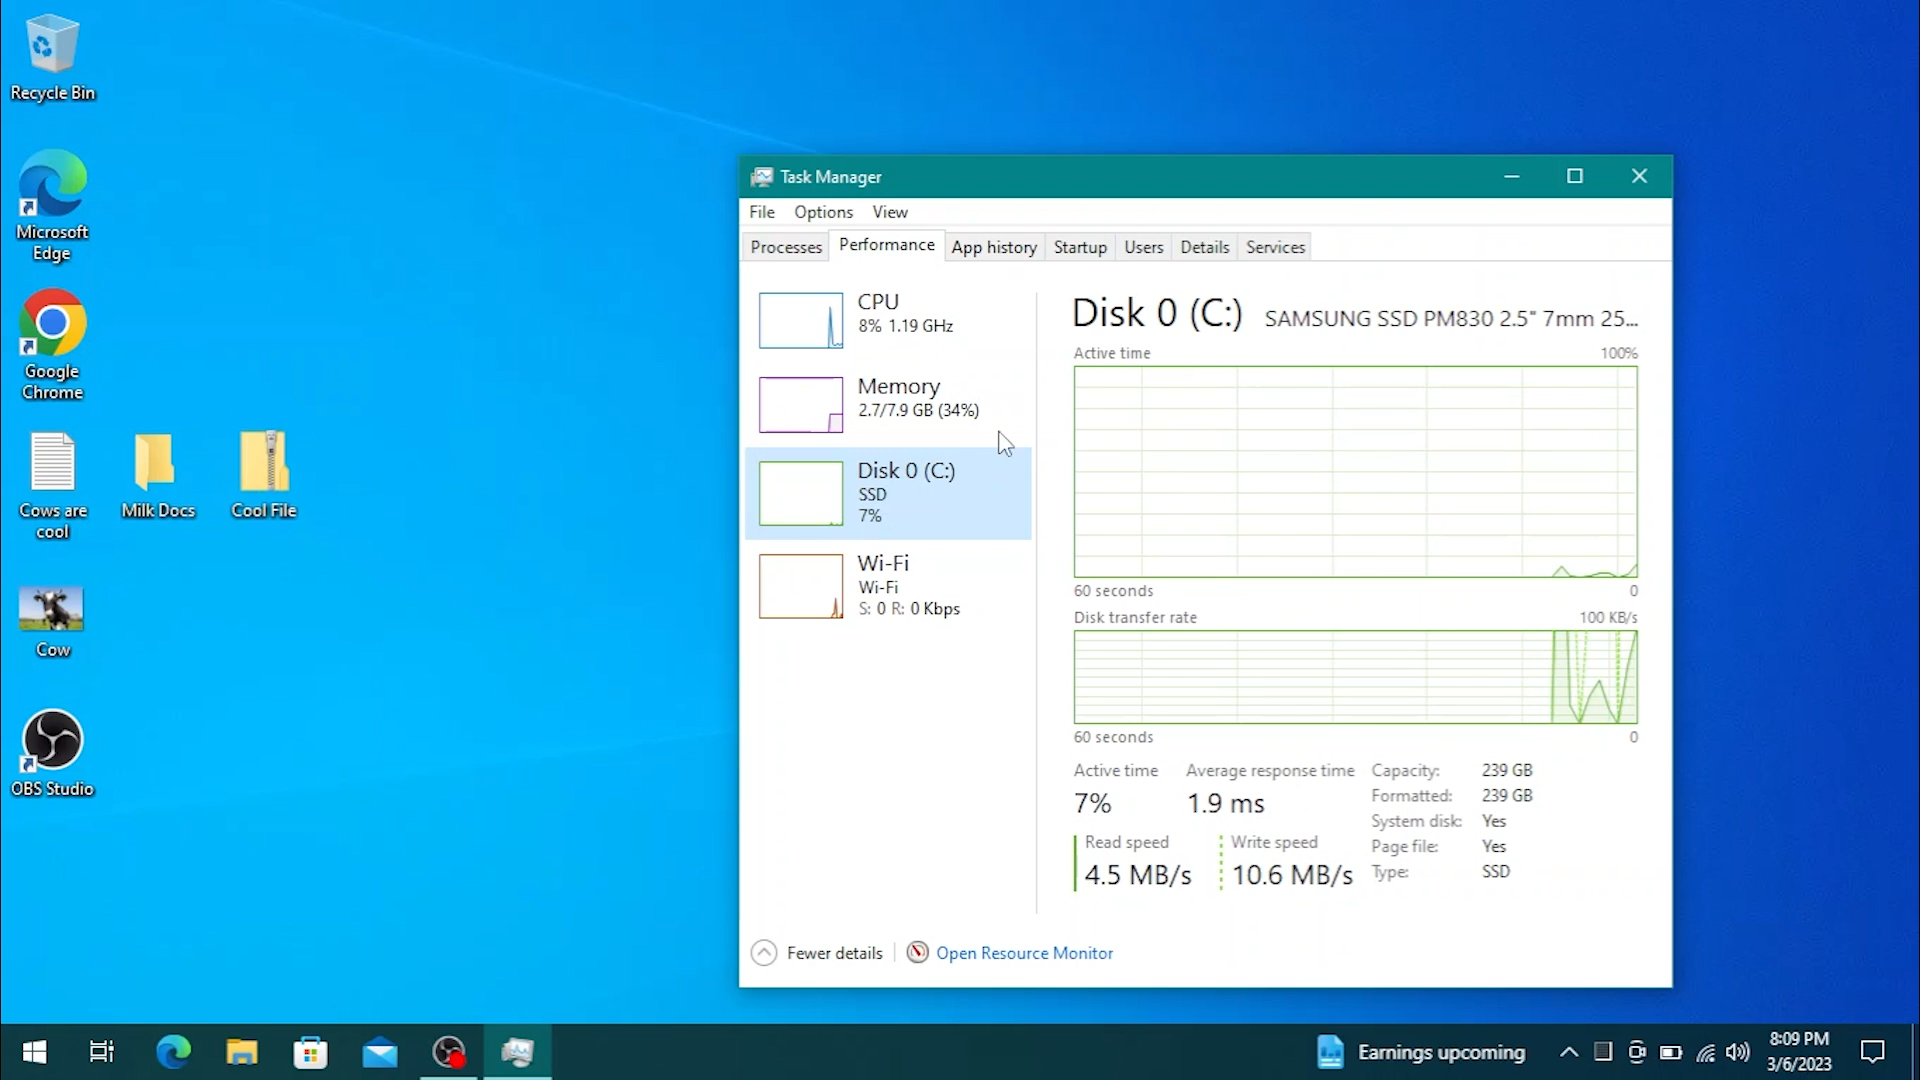 Recycle Bin
Microsoft
Edge
Google
Chrome
Cows are
cool
Milk Docs
Cool File
Cow
OBS Studio
Task Manager
File Options View
Processes Performance App history Startup Users Details Services
CPU
8% 1.19 GHz
Memory
2.7/7.9 GB (34%)
Disk 0 (C:)
SSD
7%
Wi-Fi
Wi-Fi
S: 0 R: 0 Kbps
Disk 0 (C:) SAMSUNG SSD PM830 2.5" 7mm 25...
Active time 100%
60 seconds 0
Disk transfer rate 100 KB/s
60 seconds 0
Active time Average response time
7% 1.9 ms
Read speed Write speed
4.5 MB/s 10.6 MB/s
Capacity: 239 GB
Formatted: 239 GB
System disk: Yes
Page file: Yes
Type: SSD
Fewer details Open Resource Monitor
Earnings upcoming
8:09 PM
3/6/2023